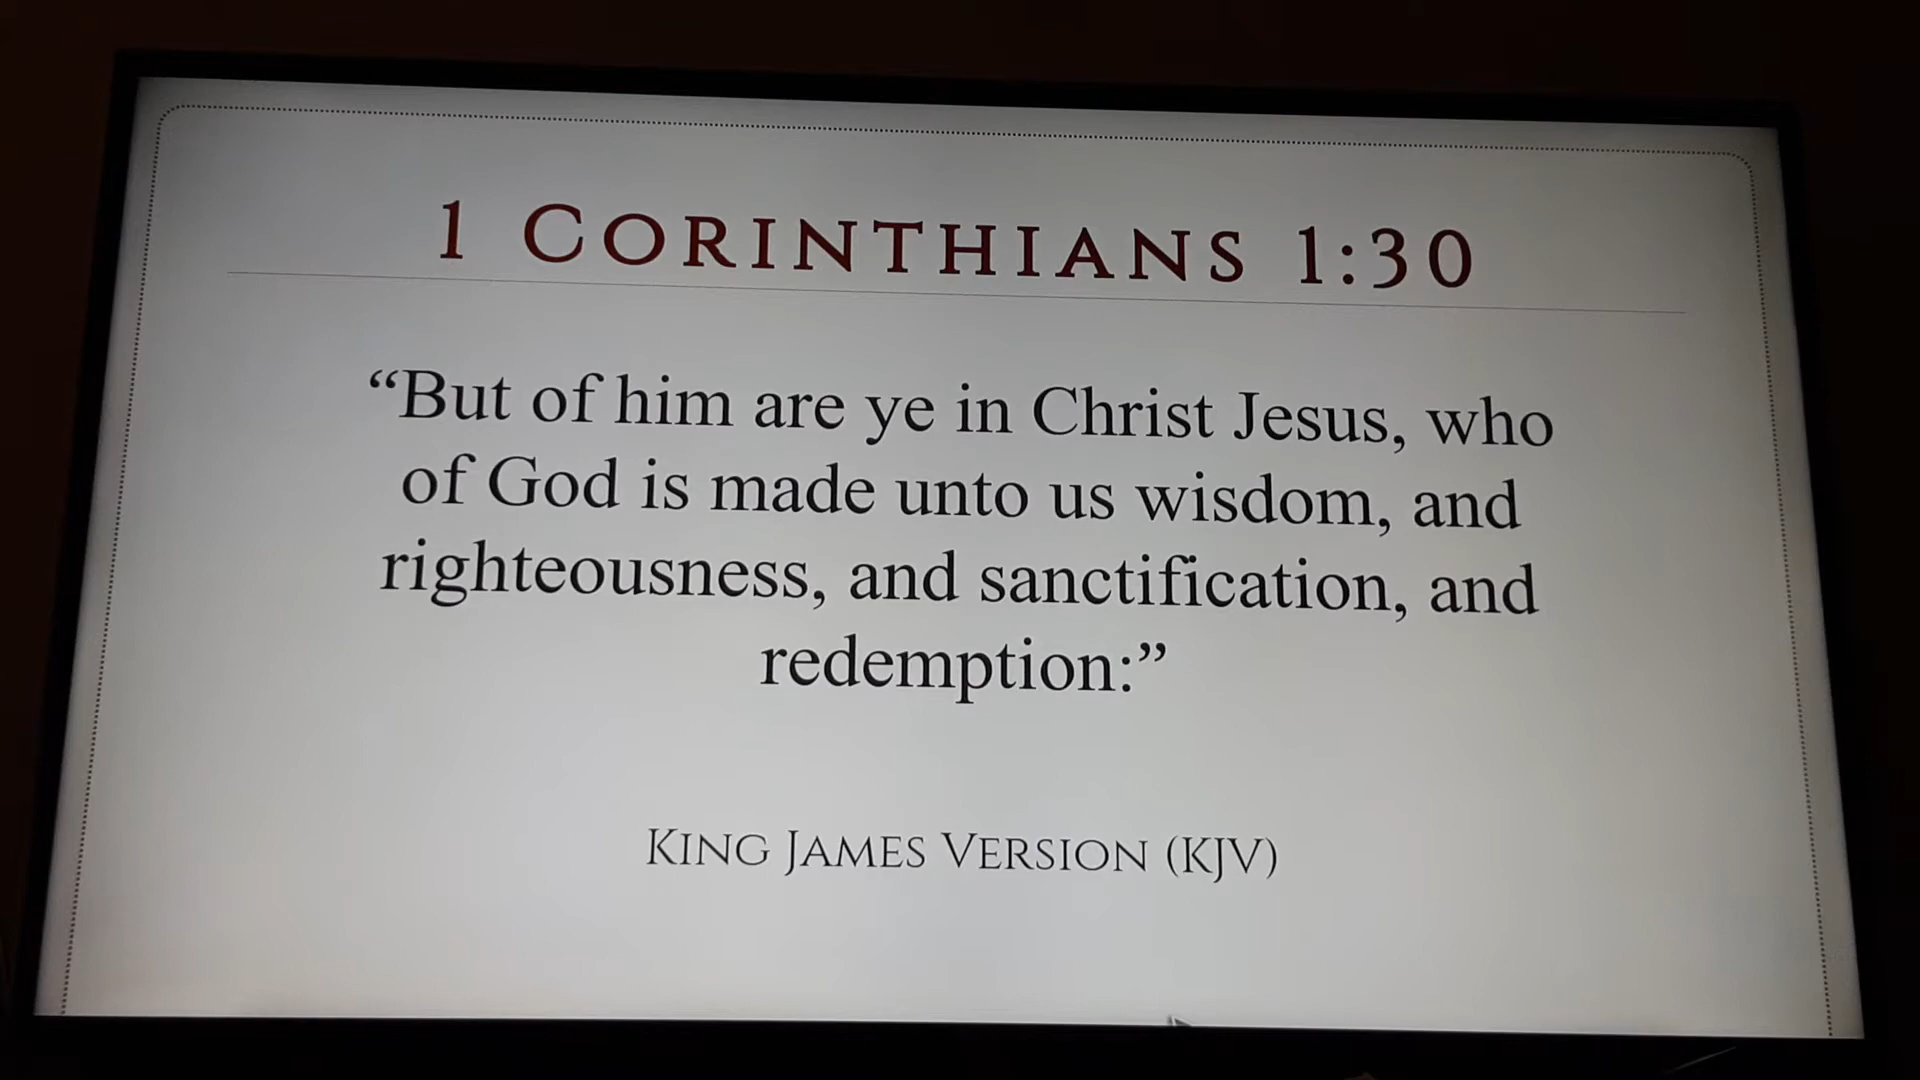 1 CORINTHIANS 1:30
“But of him are ye in Christ Jesus, who
of God is made unto us wisdom, and
righteousness, and sanctification, and
redemption:”
KING JAMES VERSION (KJV)